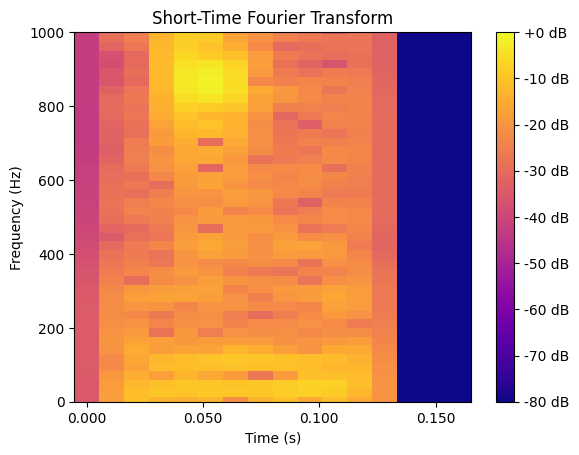 Short-Time Fourier Transform
Frequency (Hz)
1000
800
600
400
200
0
0.000
0.050
0.100
0.150
Time (s)
+0 dB
-10 dB
-20 dB
-30 dB
-40 dB
-50 dB
-60 dB
-70 dB
-80 dB